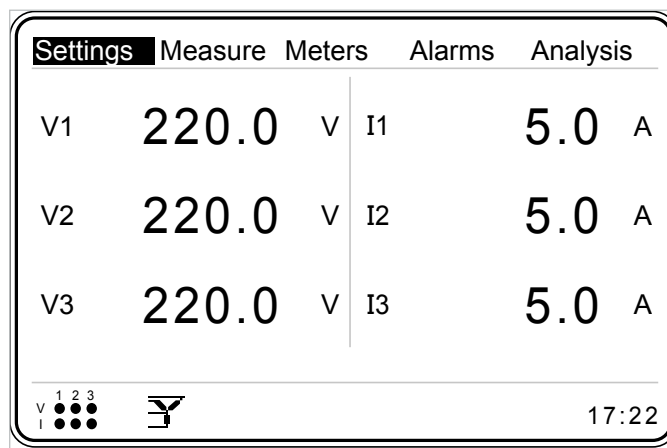 Settings Measure Meters Alarms Analysis
V1 220.0 V I1 5.0 A
V2 220.0 V I2 5.0 A
V3 220.0 V I3 5.0 A
1 2 3
V
I
17:22